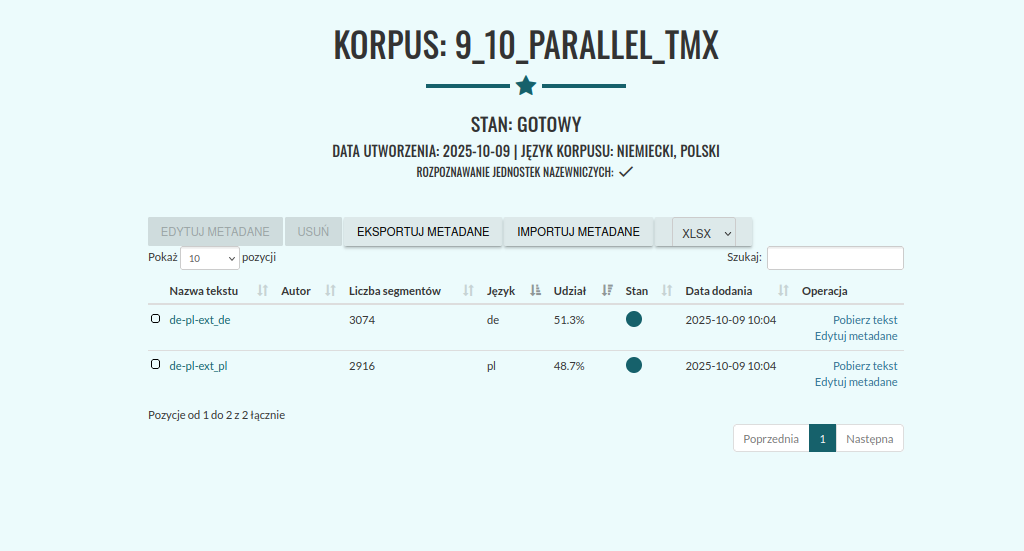 KORPUS: 9_10_PARALLEL_TMX
STAN: GOTOWY
DATA UTWORZENIA: 2025-10-09 | JĘZYK KORPUSU: NIEMIECKI, POLSKI
ROZPOZNAWANIE JEDNOSTEK NAZEWNICZYCH:
EDYTUJ METADANE USUŃ EKSPORTUJ METADANE IMPORTUJ METADANE XLSX
Pokaż 10 pozycji Szukaj:
Nazwa tekstu Autor Liczba segmentów Język Udział Stan Data dodania Operacja
de-pl-ext_de 3074 de 51.3% 2025-10-09 10:04 Pobierz tekst
Edytuj metadane
de-pl-ext_pl 2916 pl 48.7% 2025-10-09 10:04 Pobierz tekst
Edytuj metadane
Pozycje od 1 do 2 z 2 łącznie
Poprzednia 1 Następna